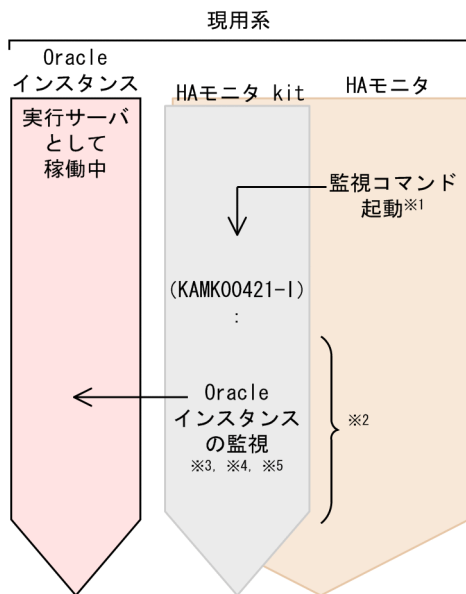 現用系
Oracle
インスタンス
HAモニタ kit
HAモニタ
実行サーバ
として
稼働中
監視コマンド
起動※1
(KAMK00421-I)
:
Oracle
インスタンス
の監視
※3, ※4, ※5
※2